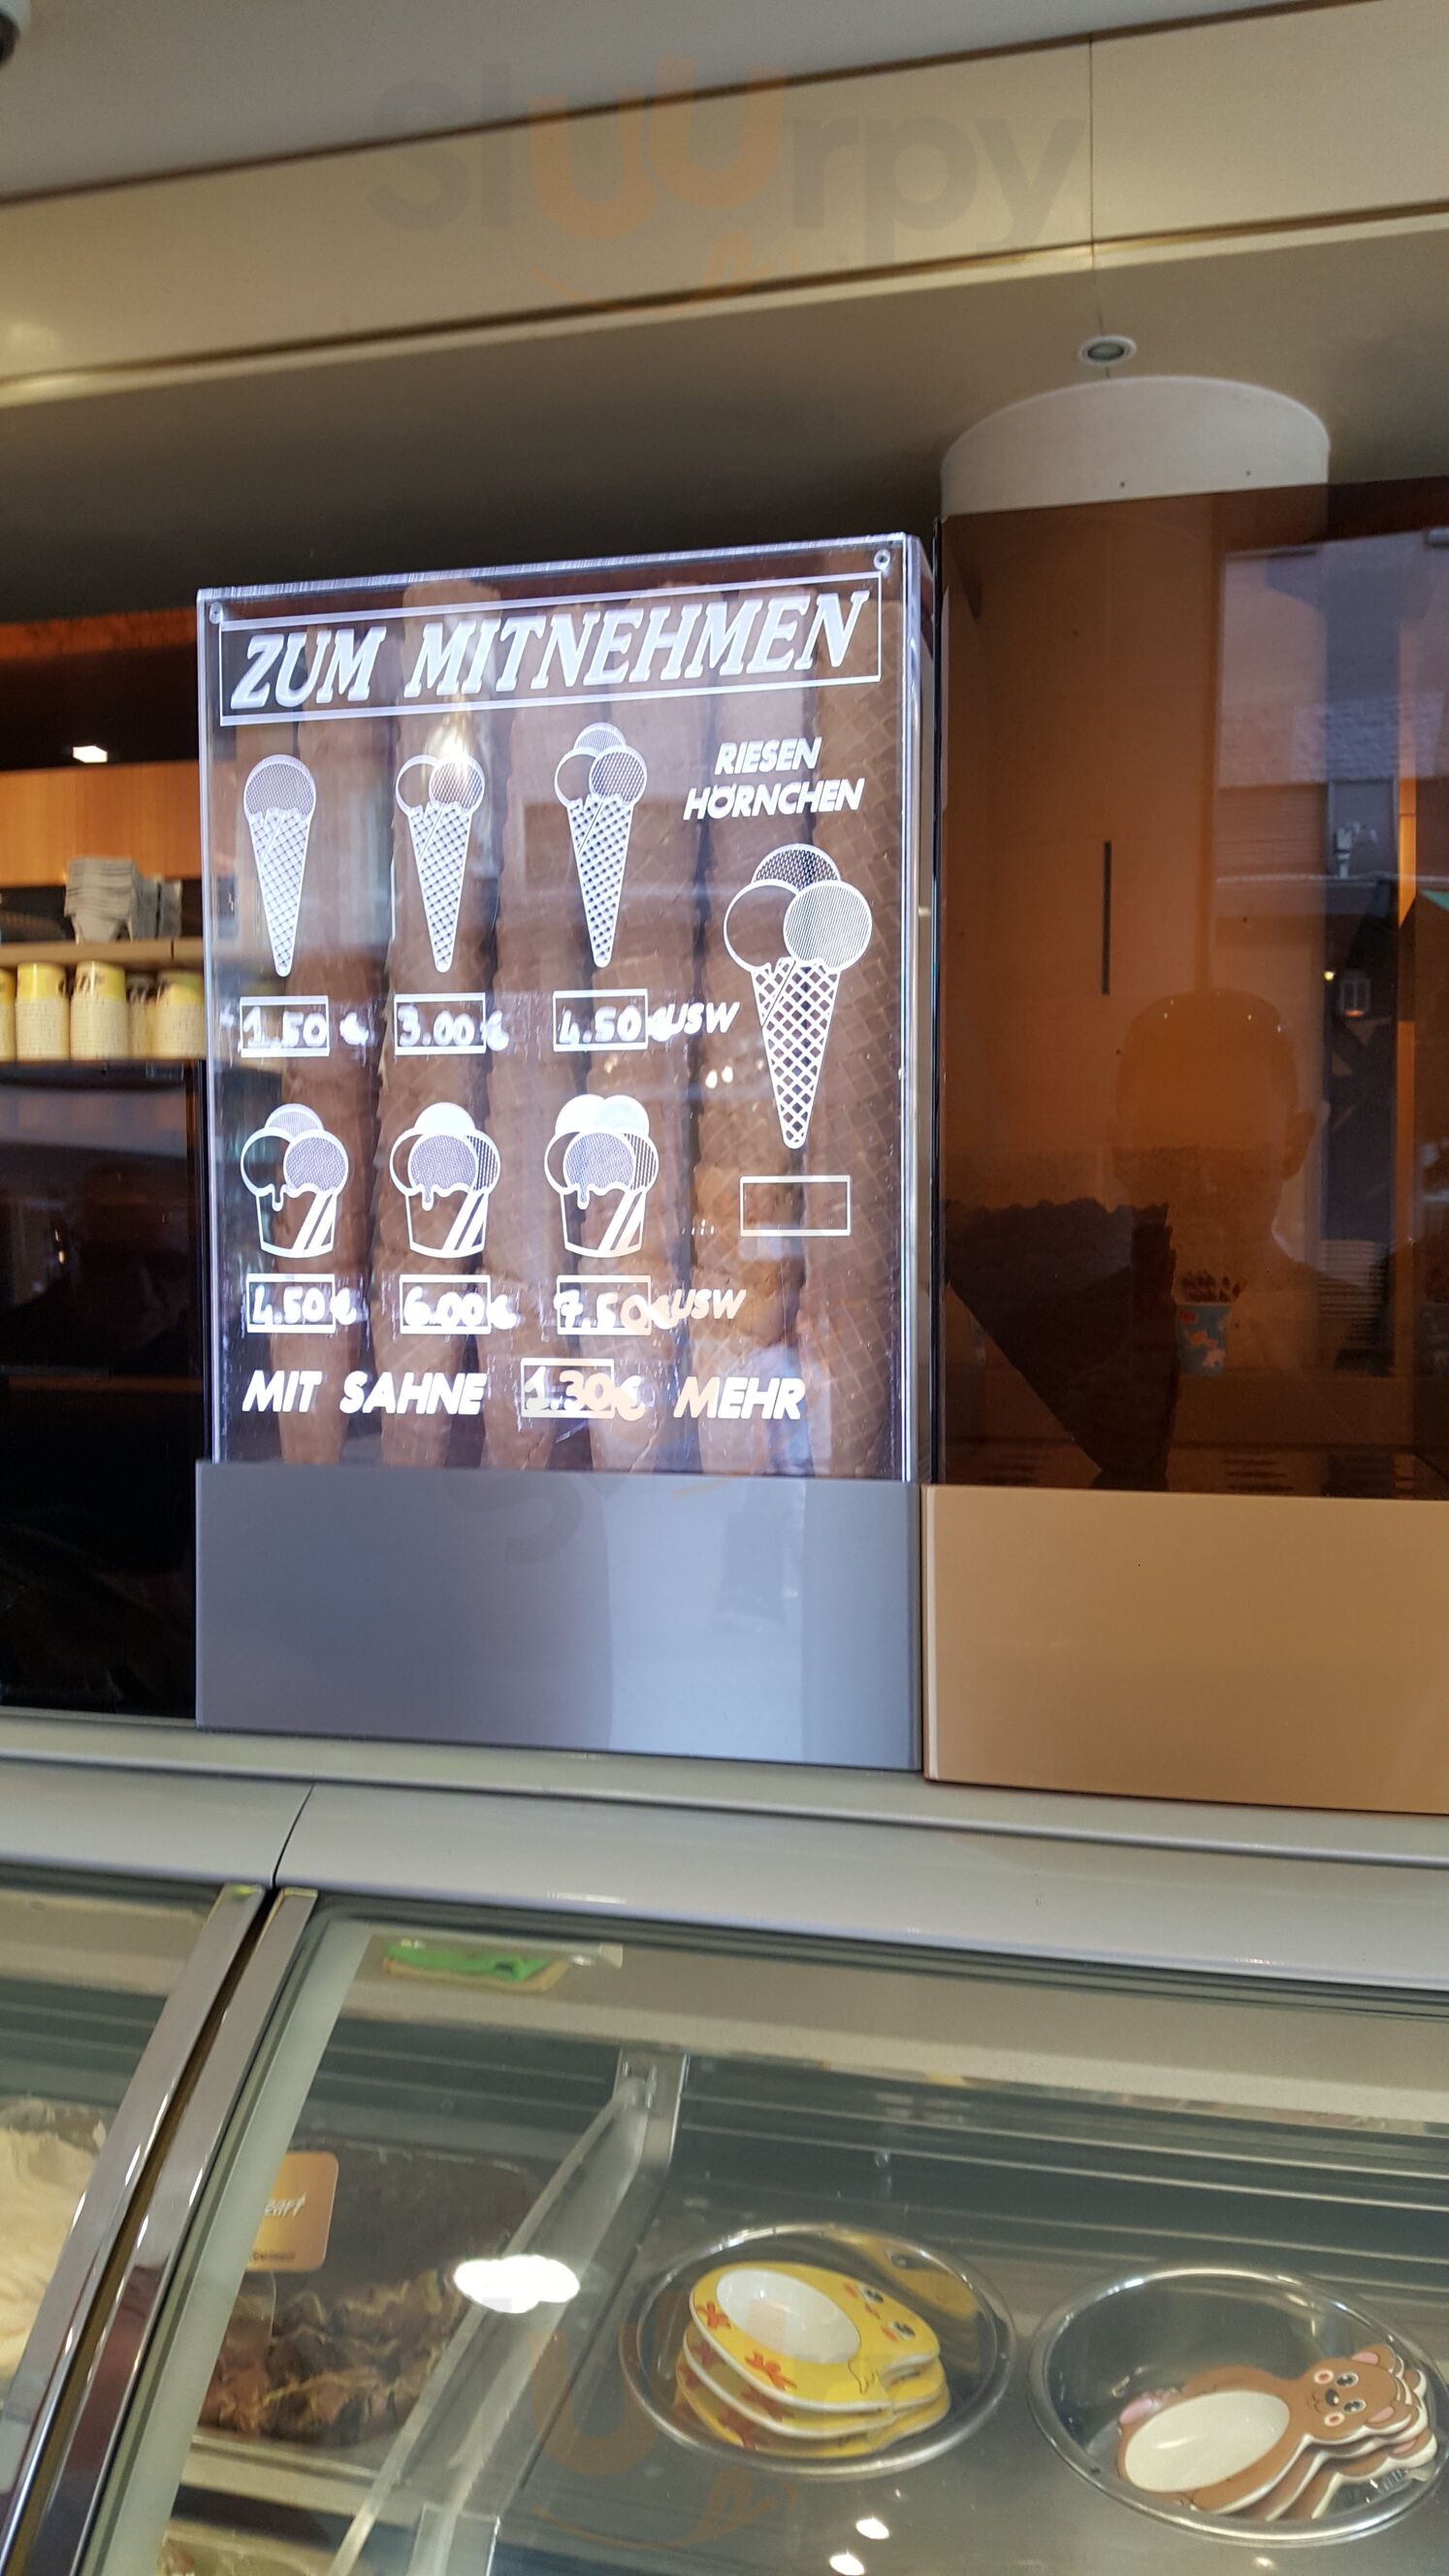 Sluurpy
ZUM MITNEHMEN
RIESEN
HÖRNCHEN
1.50 € 3.00 € 4.50 € USW
4.50 € 6.00 € 7.50 € USW
MIT SAHNE 1.30 € MEHR